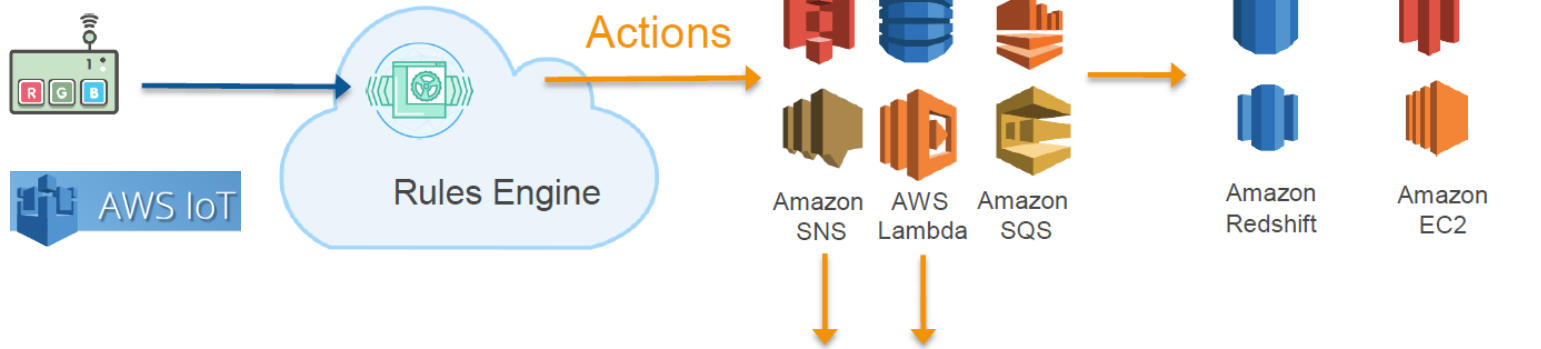 Actions
1
R G B
Rules Engine
AWS IoT
Amazon
SNS
AWS
Lambda
Amazon
SQS
Amazon
Redshift
Amazon
EC2